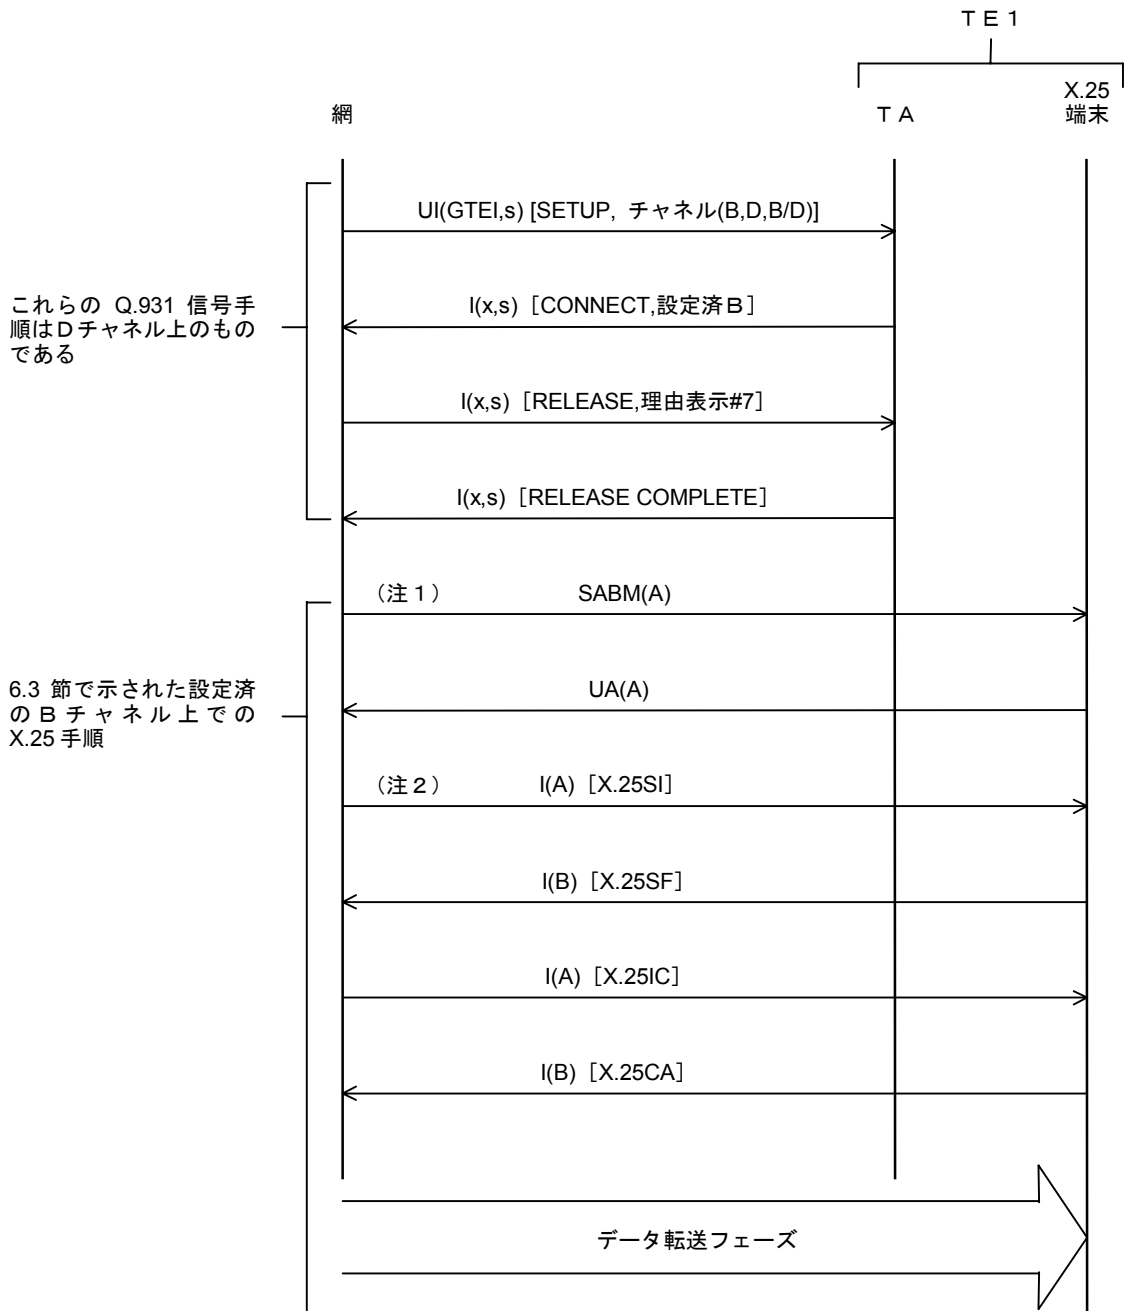 ＴＥ１
網
ＴＡ
X.25
端末
UI(GTEI,s) [SETUP, チャネル(B,D,B/D)]
これらの Q.931 信号手
順はＤチャネル上のもの
である
I(x,s)［CONNECT,設定済Ｂ］
I(x,s)［RELEASE,理由表示#7］
I(x,s)［RELEASE COMPLETE］
（注１） SABM(A)
6.3 節で示された設定済
のＢチャネル上での
X.25 手順
UA(A)
（注２） I(A)［X.25SI］
I(B)［X.25SF］
I(A)［X.25IC］
I(B)［X.25CA］
データ転送フェーズ